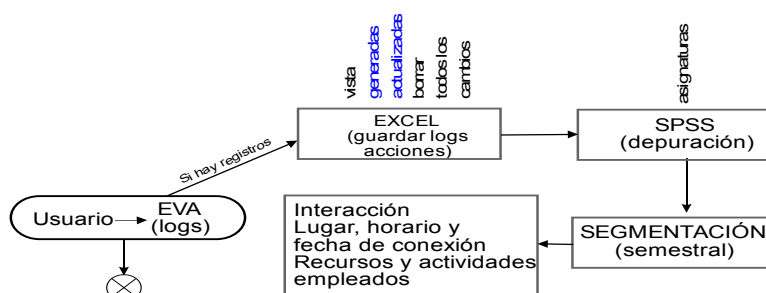 vista
generadas
actualizadas
borrar
todos los
cambios
asignaturas
EXCEL
(guardar logs
acciones)
SPSS
(depuración)
Si hay registros
Usuario
EVA
(logs)
Interacción
Lugar, horario y
fecha de conexión
Recursos y actividades
empleados
SEGMENTACIÓN
(semestral)